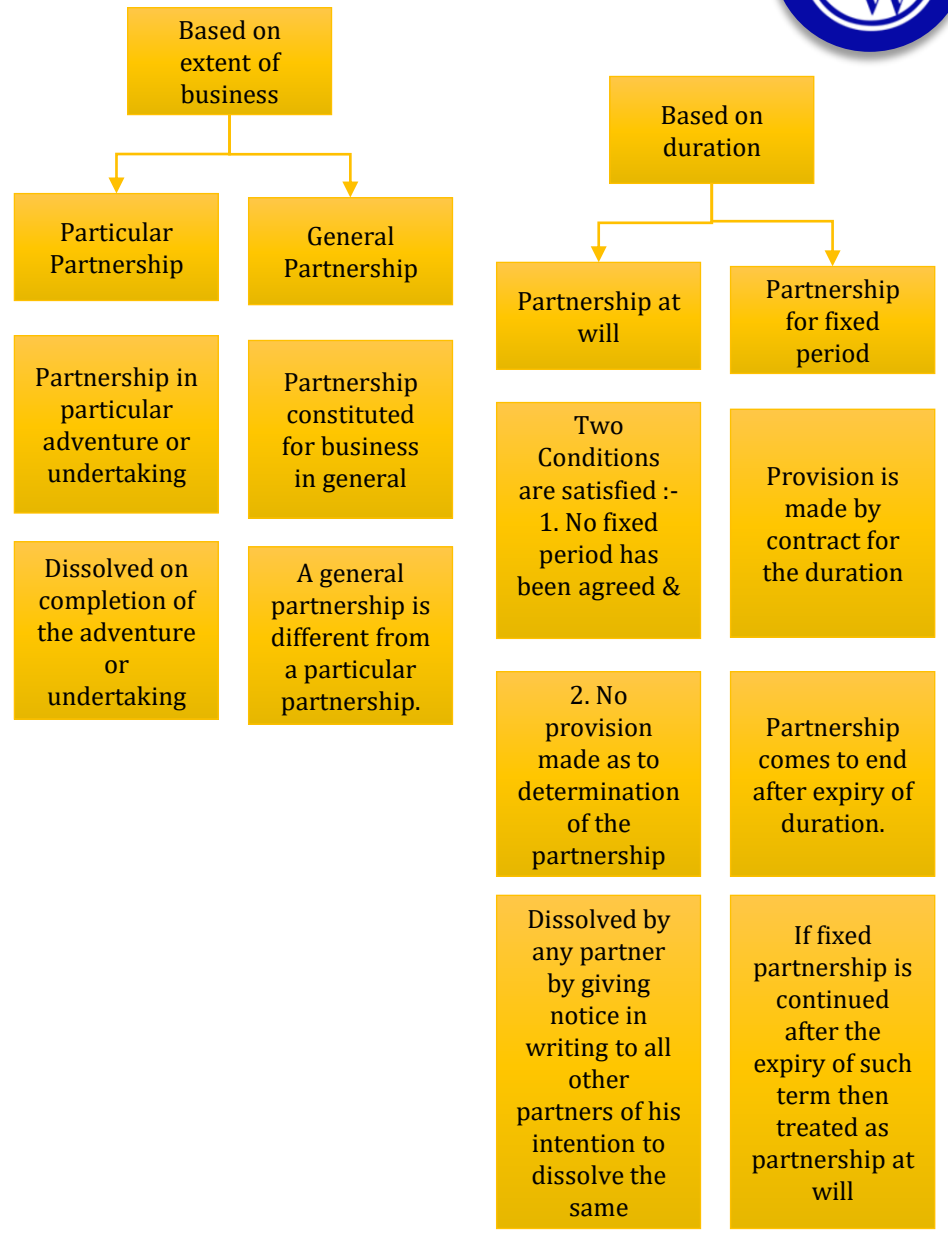 Based on
extent of
business
Particular
Partnership
General
Partnership
Partnership in
particular
adventure or
undertaking
Partnership
constituted
for business
in general
Dissolved on
completion of
the adventure
or
undertaking
A general
partnership is
different from
a particular
partnership.
Based on
duration
Partnership at
will
Partnership
for fixed
period
Two
Conditions
are satisfied :-
1. No fixed
period has
been agreed &
Provision is
made by
contract for
the duration
2. No
provision
made as to
determination
of the
partnership
Partnership
comes to end
after expiry of
duration.
Dissolved by
any partner
by giving
notice in
writing to all
other
partners of his
intention to
dissolve the
same
If fixed
partnership is
continued
after the
expiry of such
term then
treated as
partnership at
will